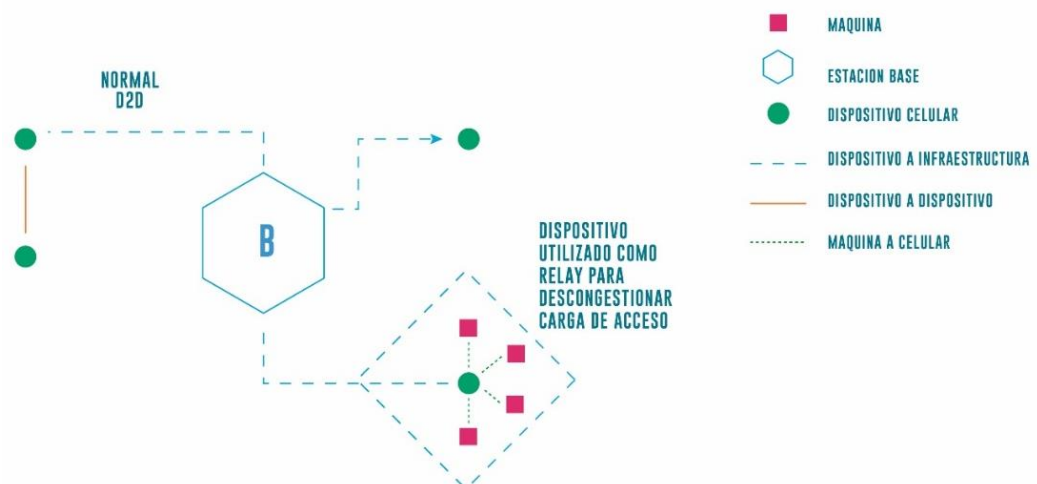 NORMAL
D2D
B
DISPOSITIVO
UTILIZADO COMO
RELAY PARA
DESCONGESTIONAR
CARGA DE ACCESO
MAQUINA
ESTACION BASE
DISPOSITIVO CELULAR
DISPOSITIVO A INFRAESTRUCTURA
DISPOSITIVO A DISPOSITIVO
MAQUINA A CELULAR